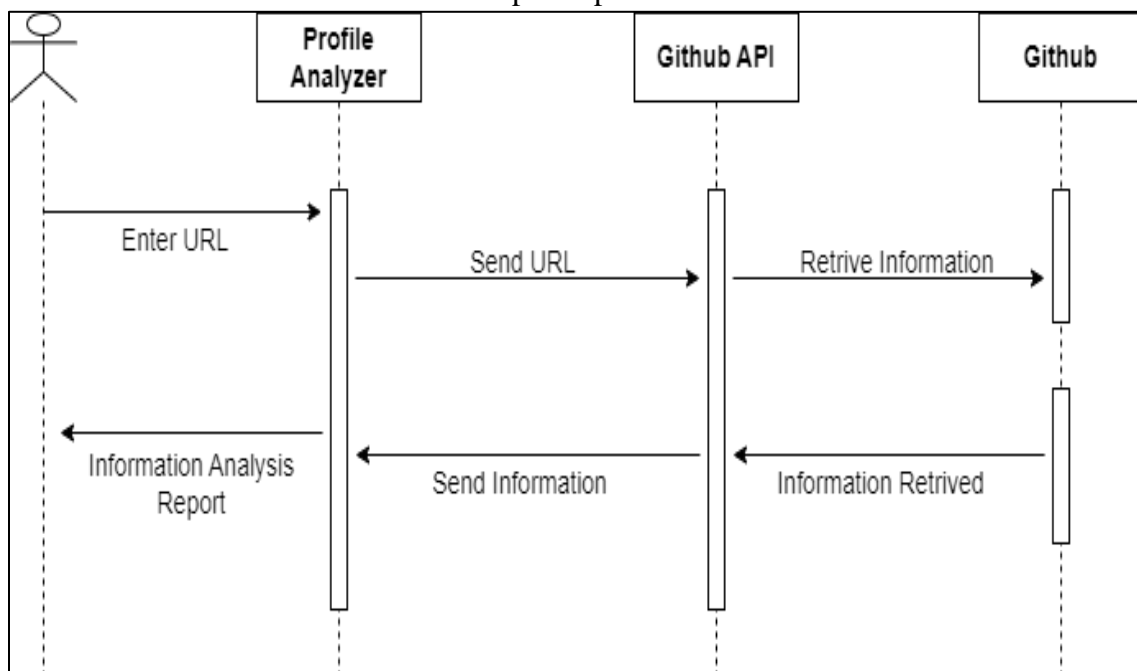 Profile
Analyzer
Github API
Github
Enter URL
Send URL
Retrive Information
Information Analysis
Report
Send Information
Information Retrived